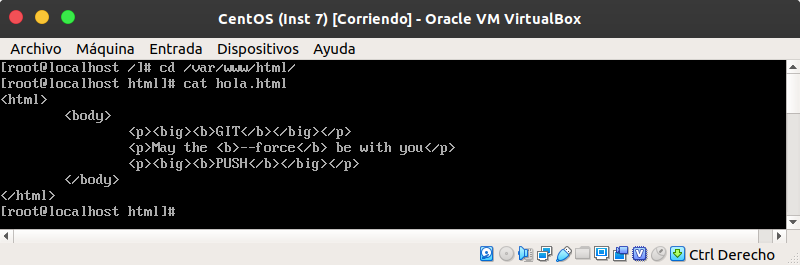 CentOS (Inst 7) [Corriendo] - Oracle VM VirtualBox
Archivo Máquina Entrada Dispositivos Ayuda
[root@localhost /]# cd /var/www/html/
[root@localhost html]# cat hola.html
<html>
        <body>
                <p><big><b>GIT</b></big></p>
                <p>May the <b>--force</b> be with you</p>
                <p><big><b>PUSH</b></big></p>
        </body>
</html>
[root@localhost html]#
Ctrl Derecho